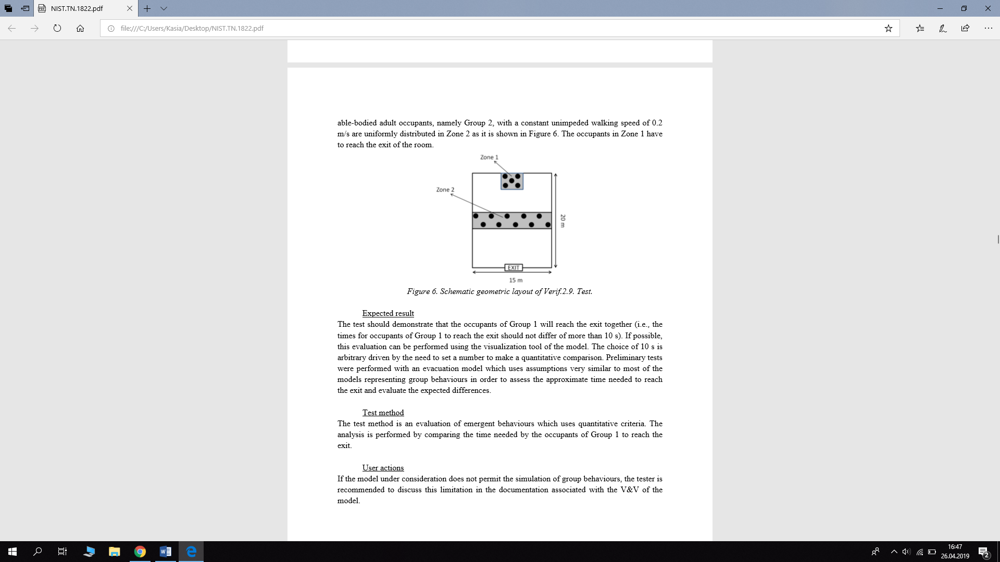 NIST.TN.1822.pdf
file:///C:/Users/Kasia/Desktop/NIST.TN.1822.pdf
able-bodied adult occupants, namely Group 2, with a constant unimpeded walking speed of 0.2
m/s are uniformly distributed in Zone 2 as it is shown in Figure 6. The occupants in Zone 1 have
to reach the exit of the room.
Zone 1
Zone 2
20 m
EXIT
15 m
Figure 6. Schematic geometric layout of Verif.2.9. Test.
Expected result
The test should demonstrate that the occupants of Group 1 will reach the exit together (i.e., the
times for occupants of Group 1 to reach the exit should not differ of more than 10 s). If possible,
this evaluation can be performed using the visualization tool of the model. The choice of 10 s is
arbitrary driven by the need to set a number to make a quantitative comparison. Preliminary tests
were performed with an evacuation model which uses assumptions very similar to most of the
models representing group behaviours in order to assess the approximate time needed to reach
the exit and evaluate the expected differences.
Test method
The test method is an evaluation of emergent behaviours which uses quantitative criteria. The
analysis is performed by comparing the time needed by the occupants of Group 1 to reach the
exit.
User actions
If the model under consideration does not permit the simulation of group behaviours, the tester is
recommended to discuss this limitation in the documentation associated with the V&V of the
model.
16:47
26.04.2019
2